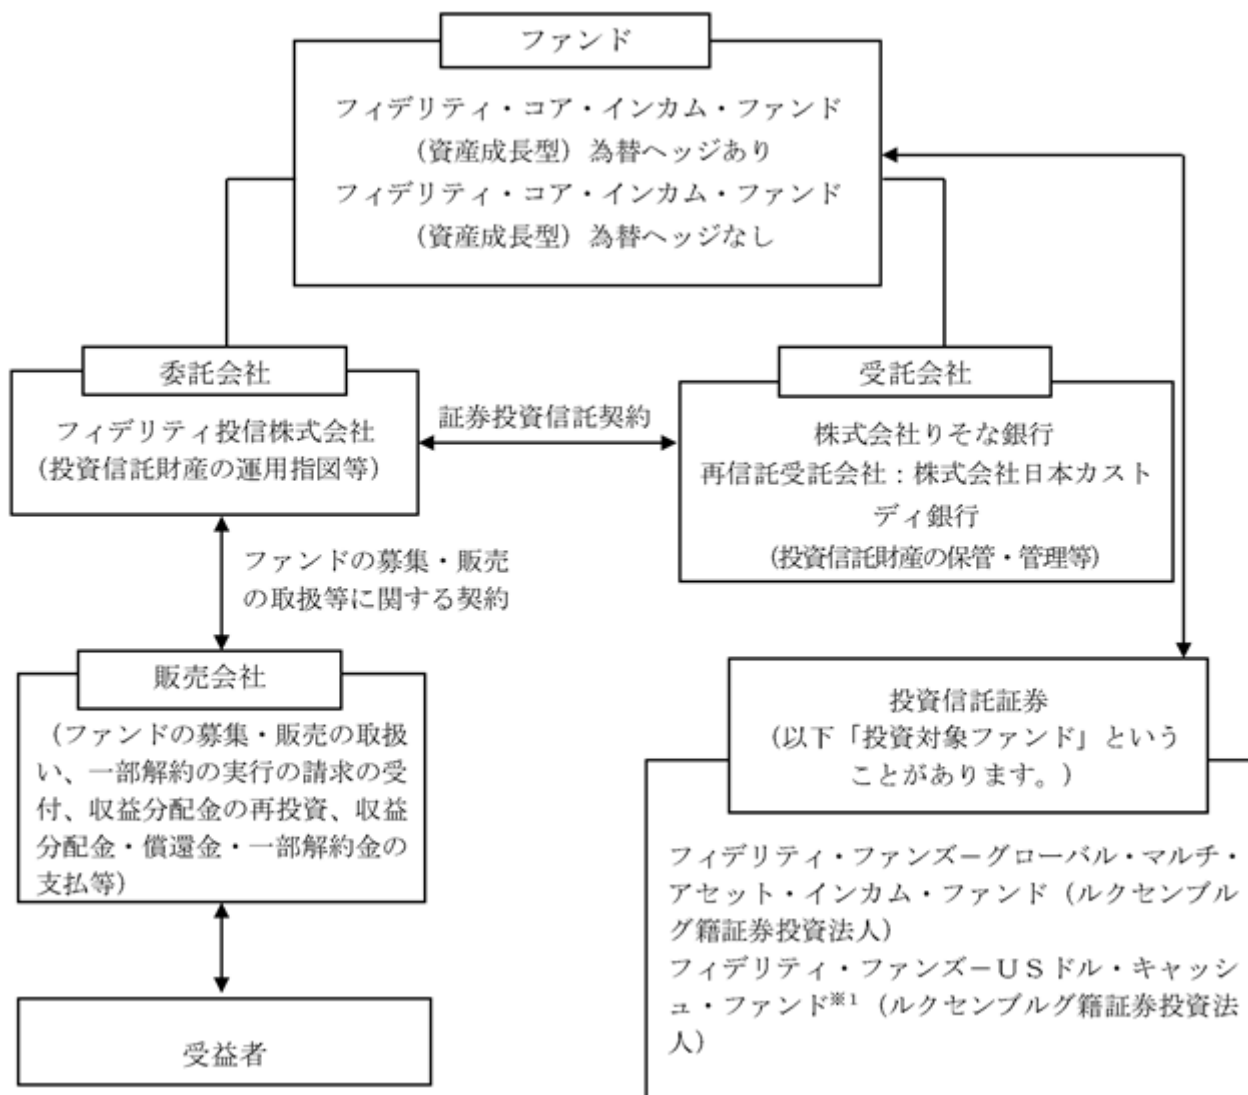 ファンド
フィデリティ・コア・インカム・ファンド
（資産成長型）為替ヘッジあり
フィデリティ・コア・インカム・ファンド
（資産成長型）為替ヘッジなし
委託会社
フィデリティ投信株式会社
（投資信託財産の運用指図等）
証券投資信託契約
受託会社
株式会社りそな銀行
再信託受託会社：株式会社日本カスト
ディ銀行
（投資信託財産の保管・管理等）
ファンドの募集・販売
の取扱等に関する契約
販売会社
（ファンドの募集・販売の取扱
い、一部解約の実行の請求の受
付、収益分配金の再投資、収益
分配金・償還金・一部解約金の
支払等）
受益者
投資信託証券
（以下「投資対象ファンド」という
ことがあります。）
フィデリティ・ファンズ－グローバル・マルチ・
アセット・インカム・ファンド（ルクセンブル
グ籍証券投資法人）
フィデリティ・ファンズ－ＵＳドル・キャッシ
ュ・ファンド※1（ルクセンブルグ籍証券投資法
人）